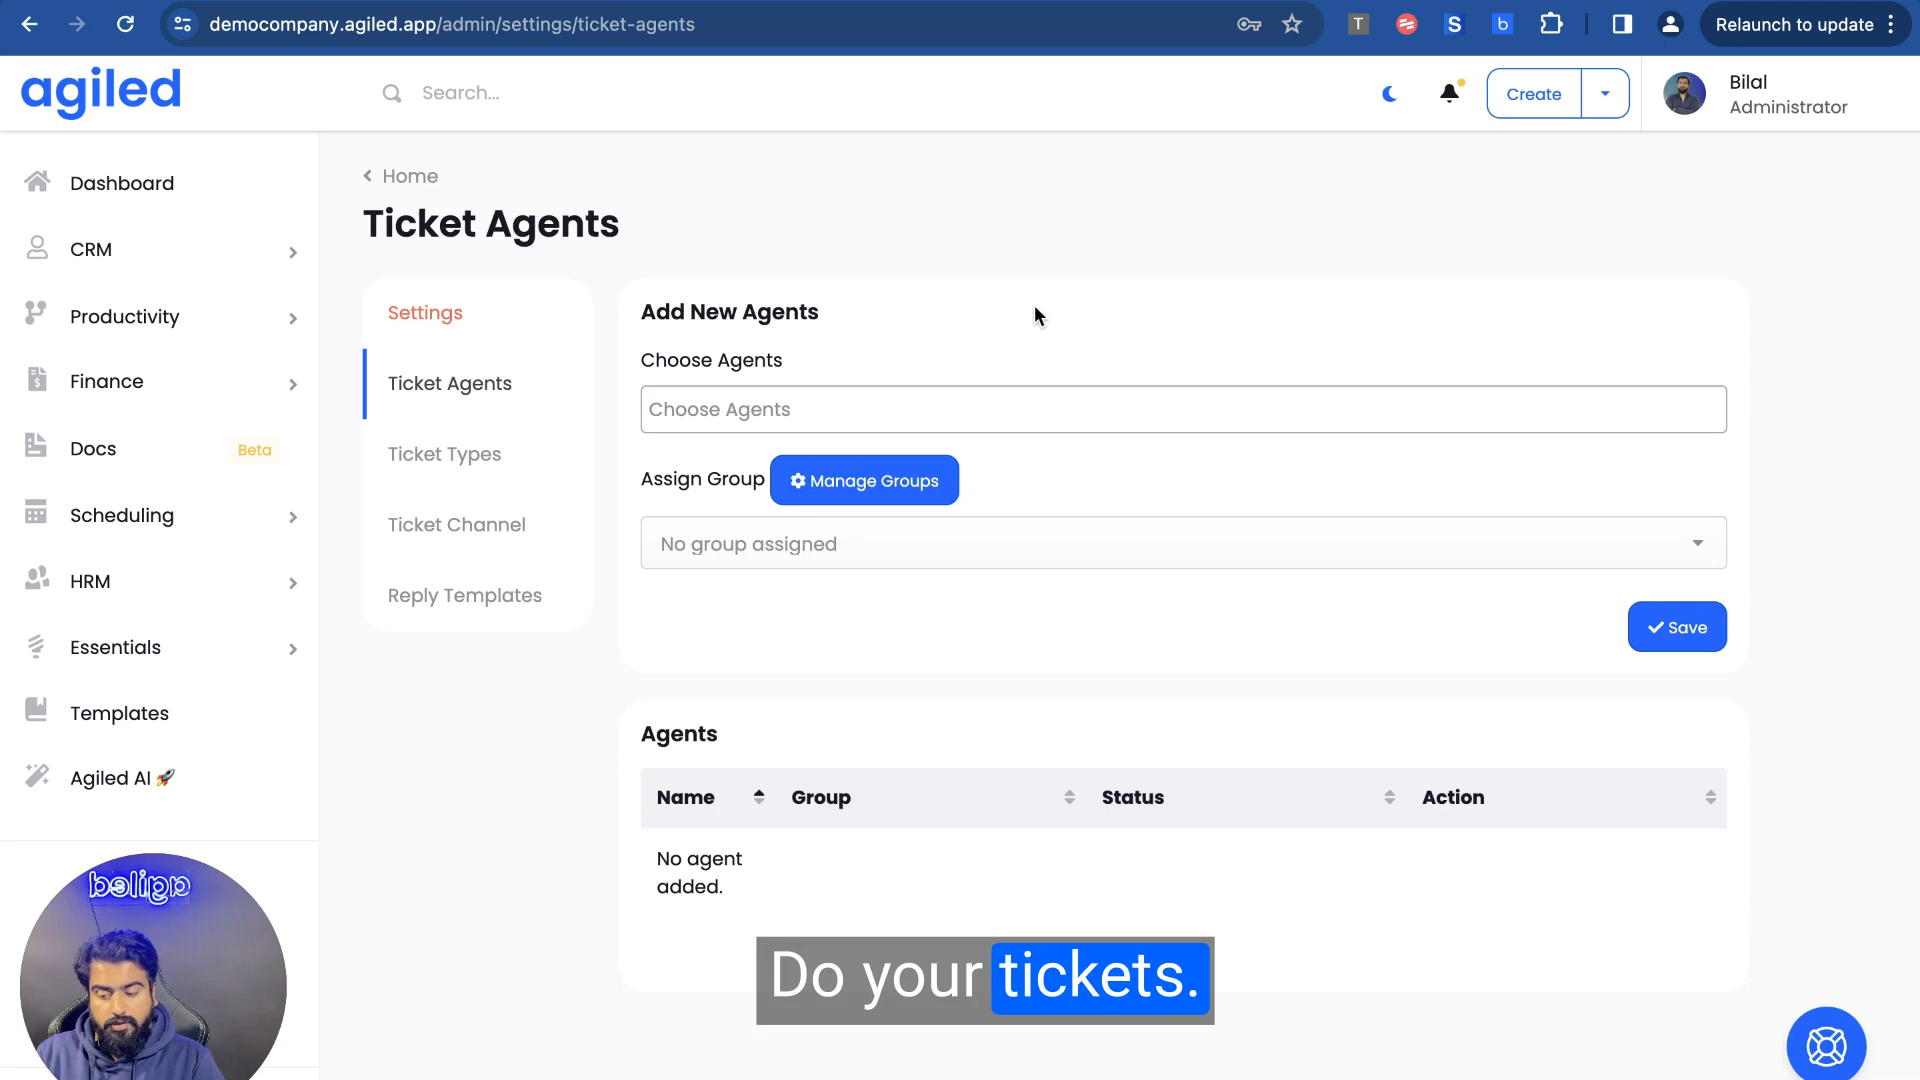 democompany.agiled.app/admin/settings/ticket-agents
T
S
b
Relaunch to update
agiled
Search...
Create
Bilal
Administrator
Dashboard
CRM
Productivity
Finance
Docs Beta
Scheduling
HRM
Essentials
Templates
Agiled AI 🚀
Home
Ticket Agents
Settings
Ticket Agents
Ticket Types
Ticket Channel
Reply Templates
Add New Agents
Choose Agents
Choose Agents
Assign Group Manage Groups
No group assigned
Save
Agents
Name Group Status Action
No agent
added.
Do your tickets.
agiled